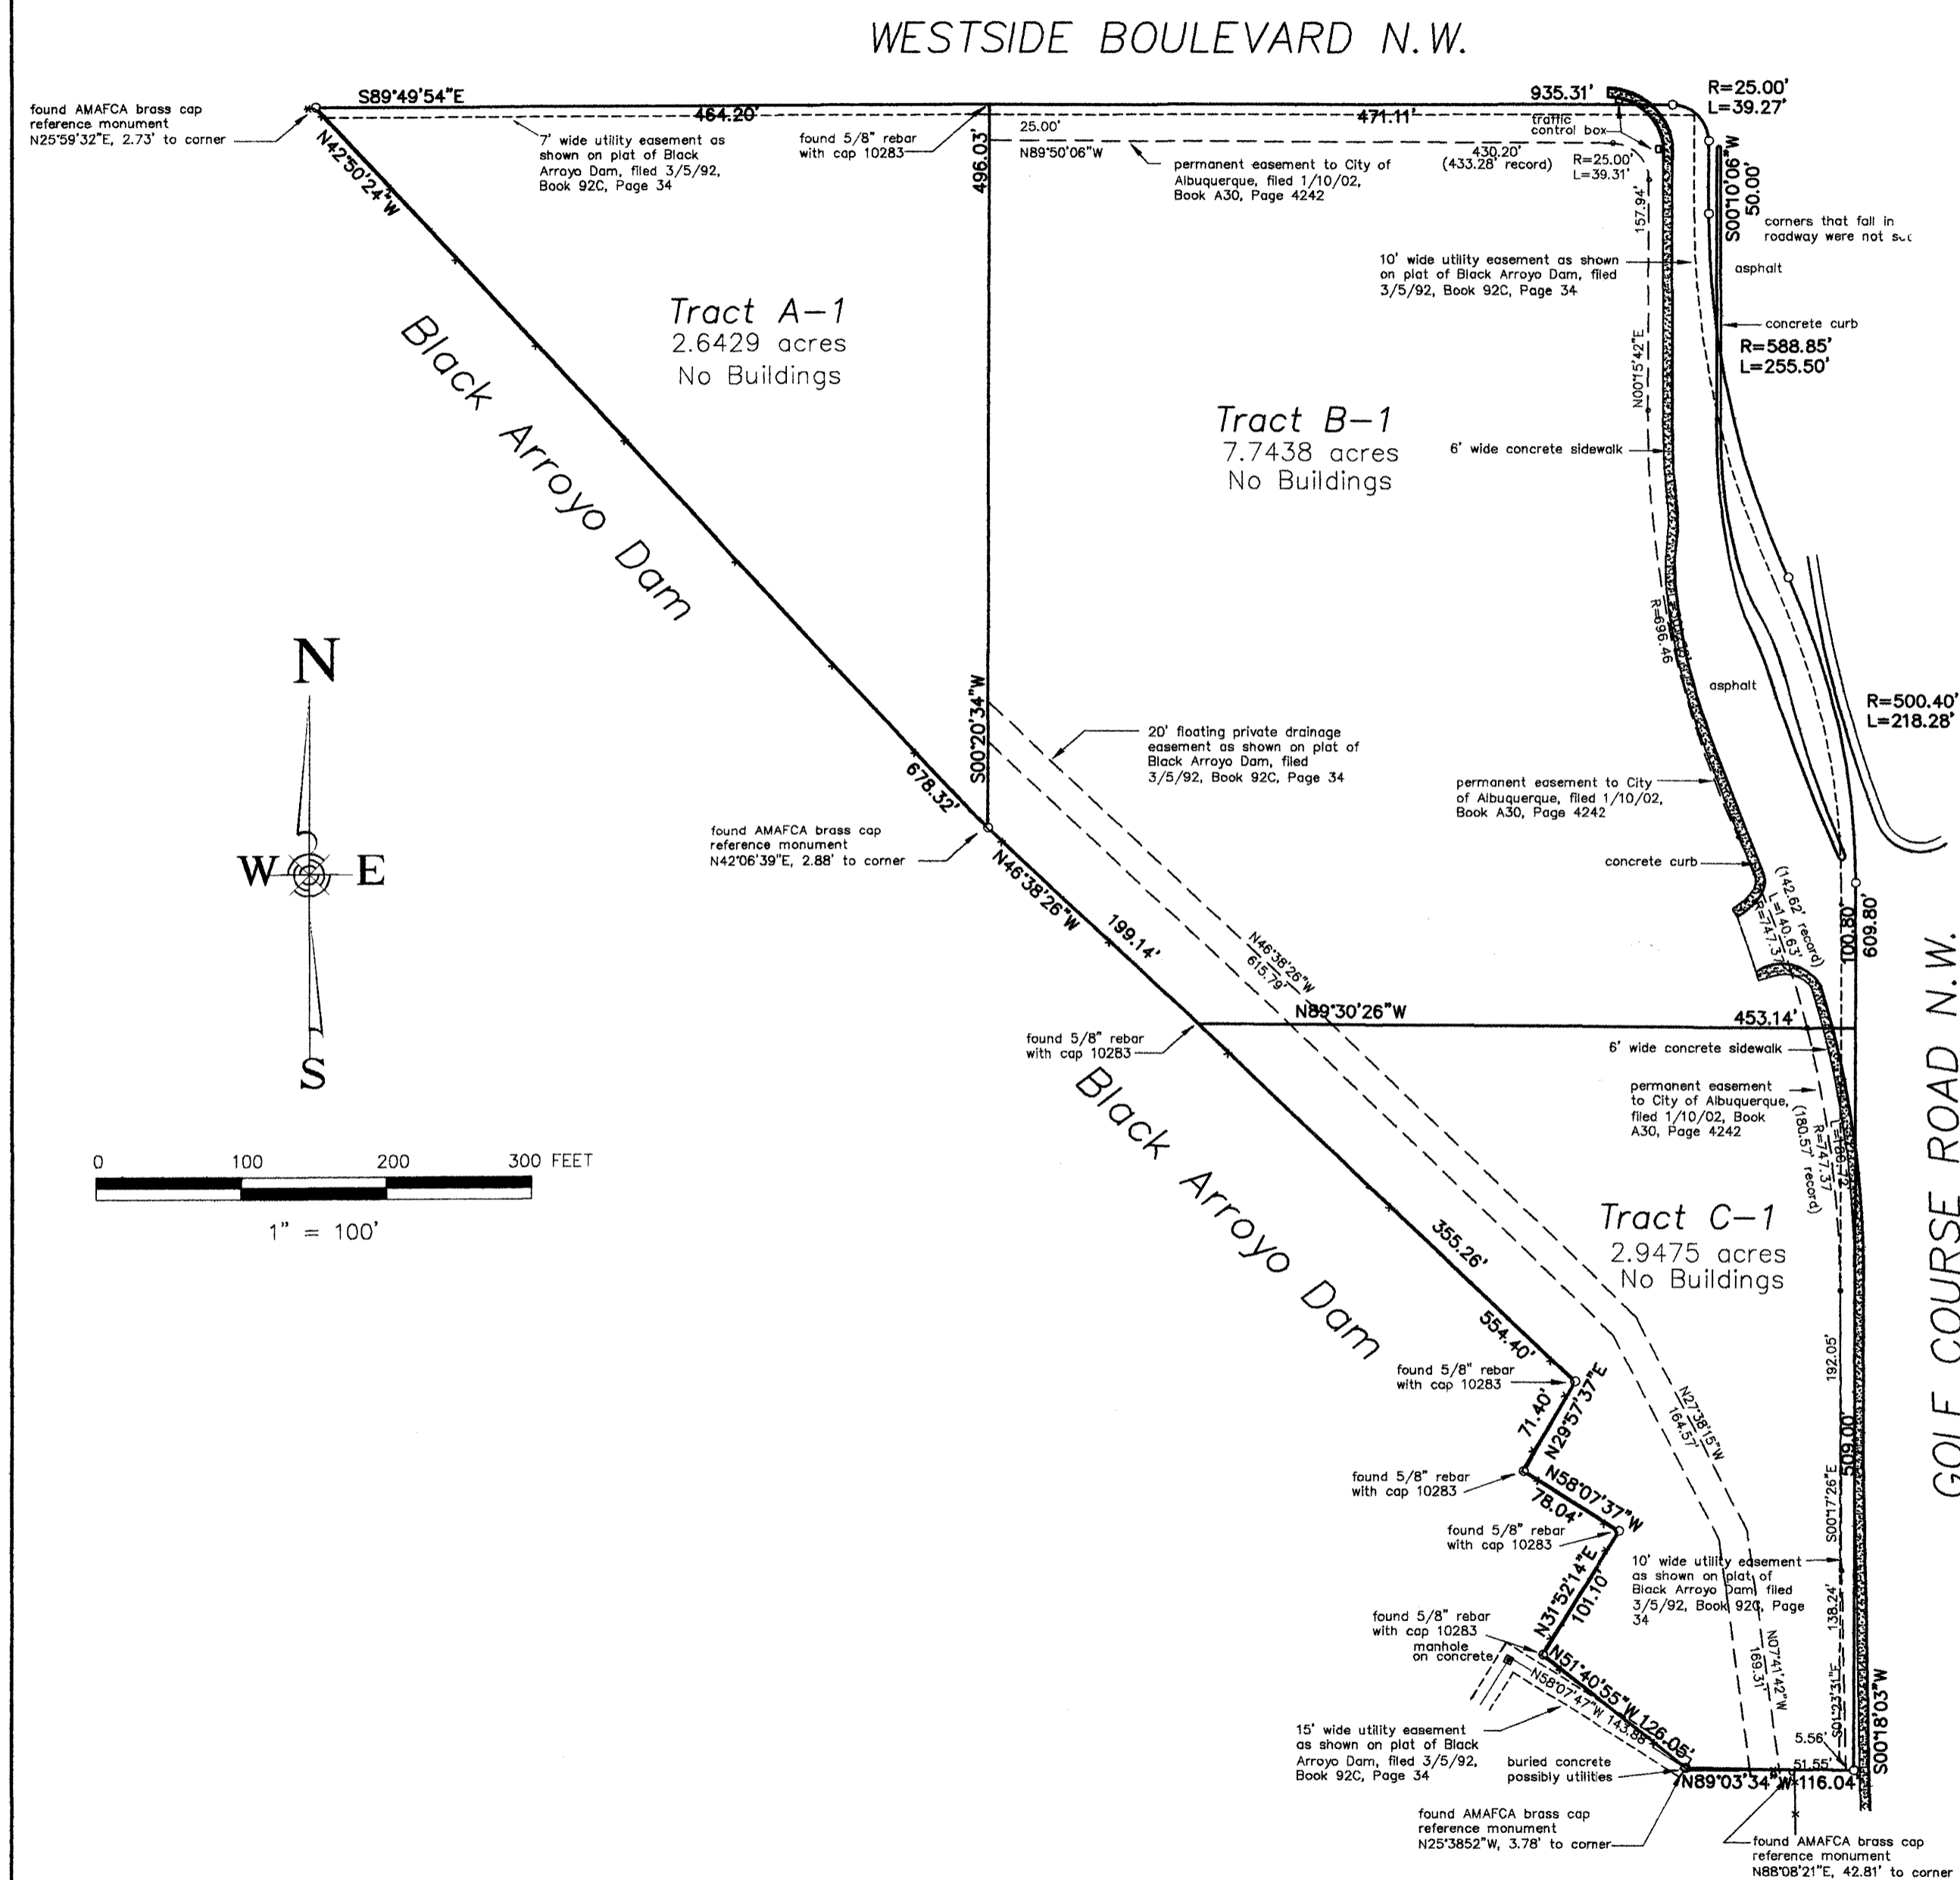 WESTSIDE BOULEVARD N.W.
found AMAFCA brass cap
reference monument
N25°59'32"E, 2.73' to corner
S89°49'54"E
464.20'
471.11'
935.31'
R=25.00'
L=39.27'
N42°50'24"W
7' wide utility easement as
shown on plat of Black
Arroyo Dam, filed 3/5/92,
Book 92C, Page 34
found 5/8" rebar
with cap 10283
496.03'
25.00'
N89°50'06"W
permanent easement to City of
Albuquerque, filed 1/10/02,
Book A30, Page 4242
430.20'
(433.28' record)
traffic
control box
R=25.00'
L=39.31'
157.94'
S00°10'06"W
50.00'
corners that fall in
roadway were not
asphalt
10' wide utility easement as shown
on plat of Black Arroyo Dam, filed
3/5/92, Book 92C, Page 34
concrete curb
R=588.85'
L=255.50'
N00°15'42"E
Tract A-1
2.6429 acres
No Buildings
Black Arroyo Dam
Tract B-1
7.7438 acres
No Buildings
6' wide concrete sidewalk
R=696.46
asphalt
R=500.40'
L=218.28'
N
W
E
S
S00°20'34"W
678.32'
20' floating private drainage
easement as shown on plat of
Black Arroyo Dam, filed
3/5/92, Book 92C, Page 34
permanent easement to City
of Albuquerque, filed 1/10/02,
Book A30, Page 4242
found AMAFCA brass cap
reference monument
N42°06'39"E, 2.88' to corner
concrete curb
(142.62' record)
L=140.63'
R=747.37
100.80'
609.80'
N46°38'26"W
199.14'
N46°38'26"W
615.79'
N89°30'26"W
453.14'
found 5/8" rebar
with cap 10283
6' wide concrete sidewalk
permanent easement
to City of Albuquerque,
filed 1/10/02, Book
A30, Page 4242
R=747.37
(180.57' record)
GOLF COURSE ROAD N.W.
Black Arroyo Dam
0 100 200 300 FEET
1" = 100'
Tract C-1
2.9475 acres
No Buildings
355.26'
554.40'
192.05'
found 5/8" rebar
with cap 10283
71.40'
N29°57'37"E
N27°38'15"W
164.57'
509.00'
found 5/8" rebar
with cap 10283
N58°07'37"W
78.04'
S00°17'26"E
found 5/8" rebar
with cap 10283
N31°52'14"E
101.10'
10' wide utility easement
as shown on plat of
Black Arroyo Dam, filed
3/5/92, Book 92C, Page
34
138.24'
found 5/8" rebar
with cap 10283
manhole
on concrete
N51°40'55"W 126.05'
N58°07'47"W 143.88'
N07°41'42"W
169.31'
S01°23'31"E
S00°18'03"W
15' wide utility easement
as shown on plat of Black
Arroyo Dam, filed 3/5/92,
Book 92C, Page 34
buried concrete
possibly utilities
5.56'
51.55'
N89°03'34"W 116.04'
found AMAFCA brass cap
reference monument
N25°3852"W, 3.78' to corner
found AMAFCA brass cap
reference monument
N88°08'21"E, 42.81' to corner